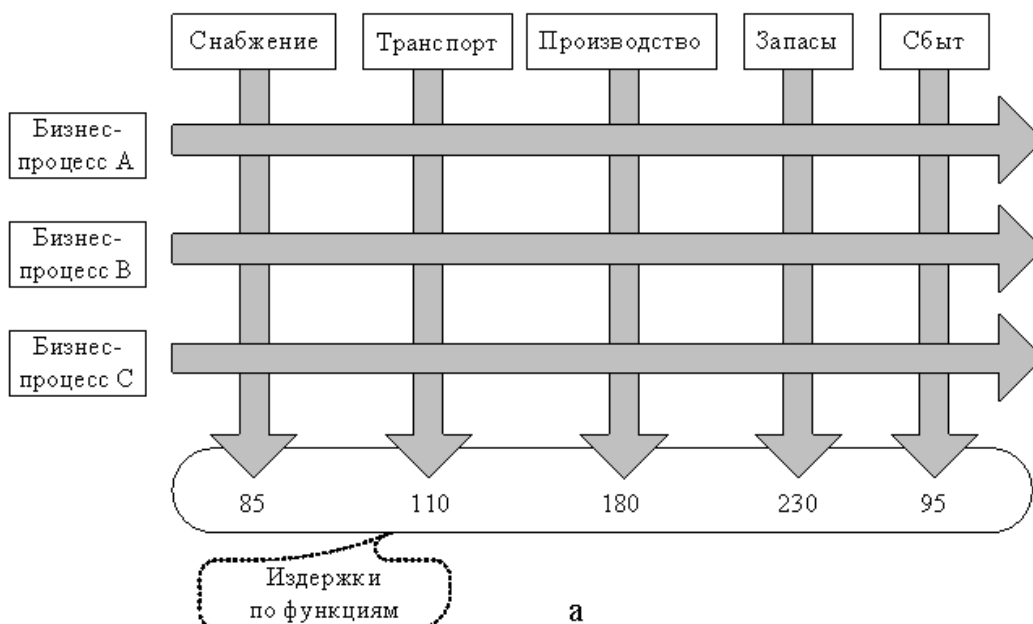 Снабжение
Транспорт
Производство
Запасы
Сбыт
Бизнес-
процесс А
Бизнес-
процесс В
Бизнес-
процесс С
85
110
180
230
95
Издержки
по функциям
а